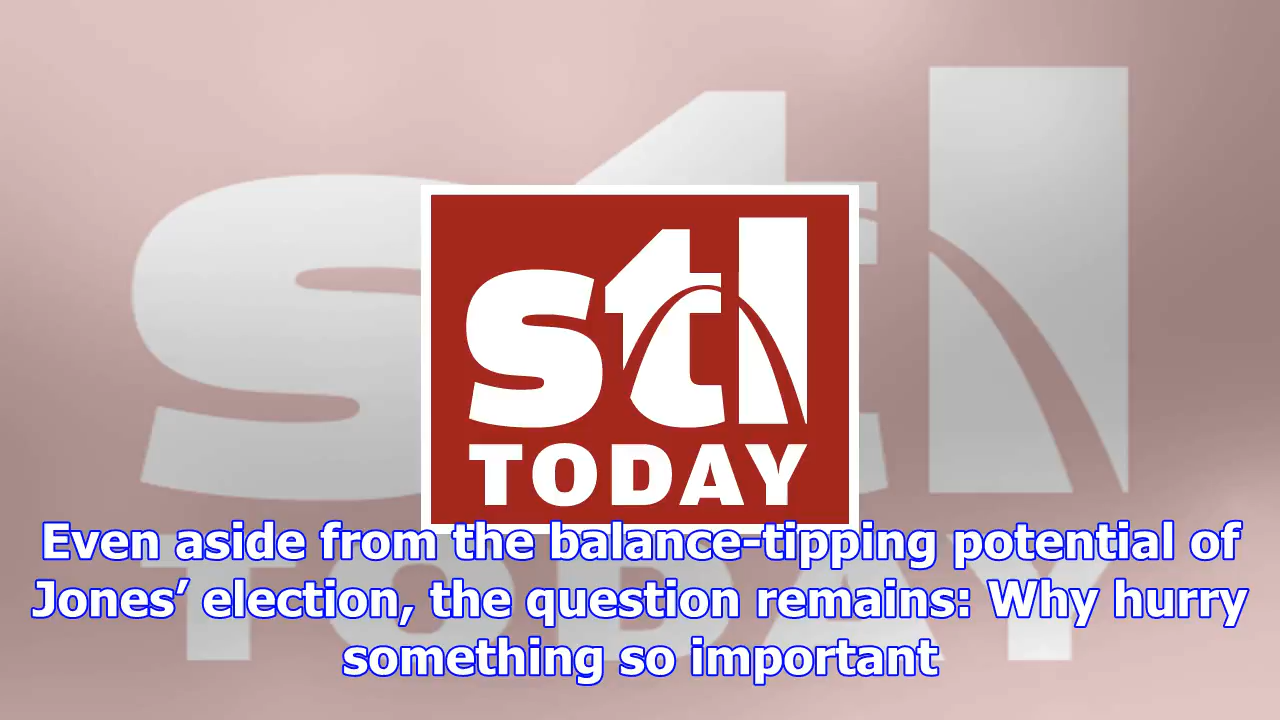 stl
TODAY
Even aside from the balance-tipping potential of
Jones’ election, the question remains: Why hurry
something so important